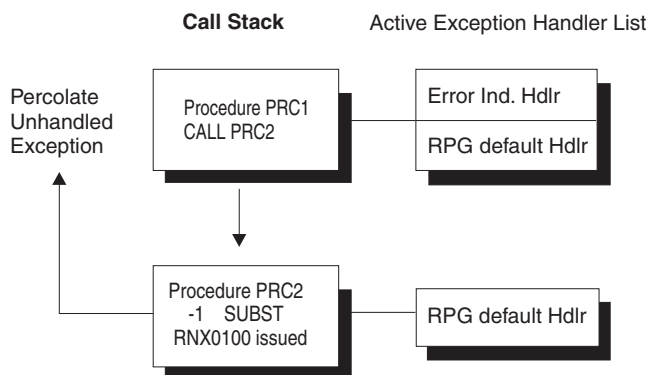 Call Stack
Active Exception Handler List
Percolate
Unhandled
Exception
Procedure PRC1
CALL PRC2
Error Ind. Hdlr
RPG default Hdlr
Procedure PRC2
-1 SUBST
RNX0100 issued
RPG default Hdlr